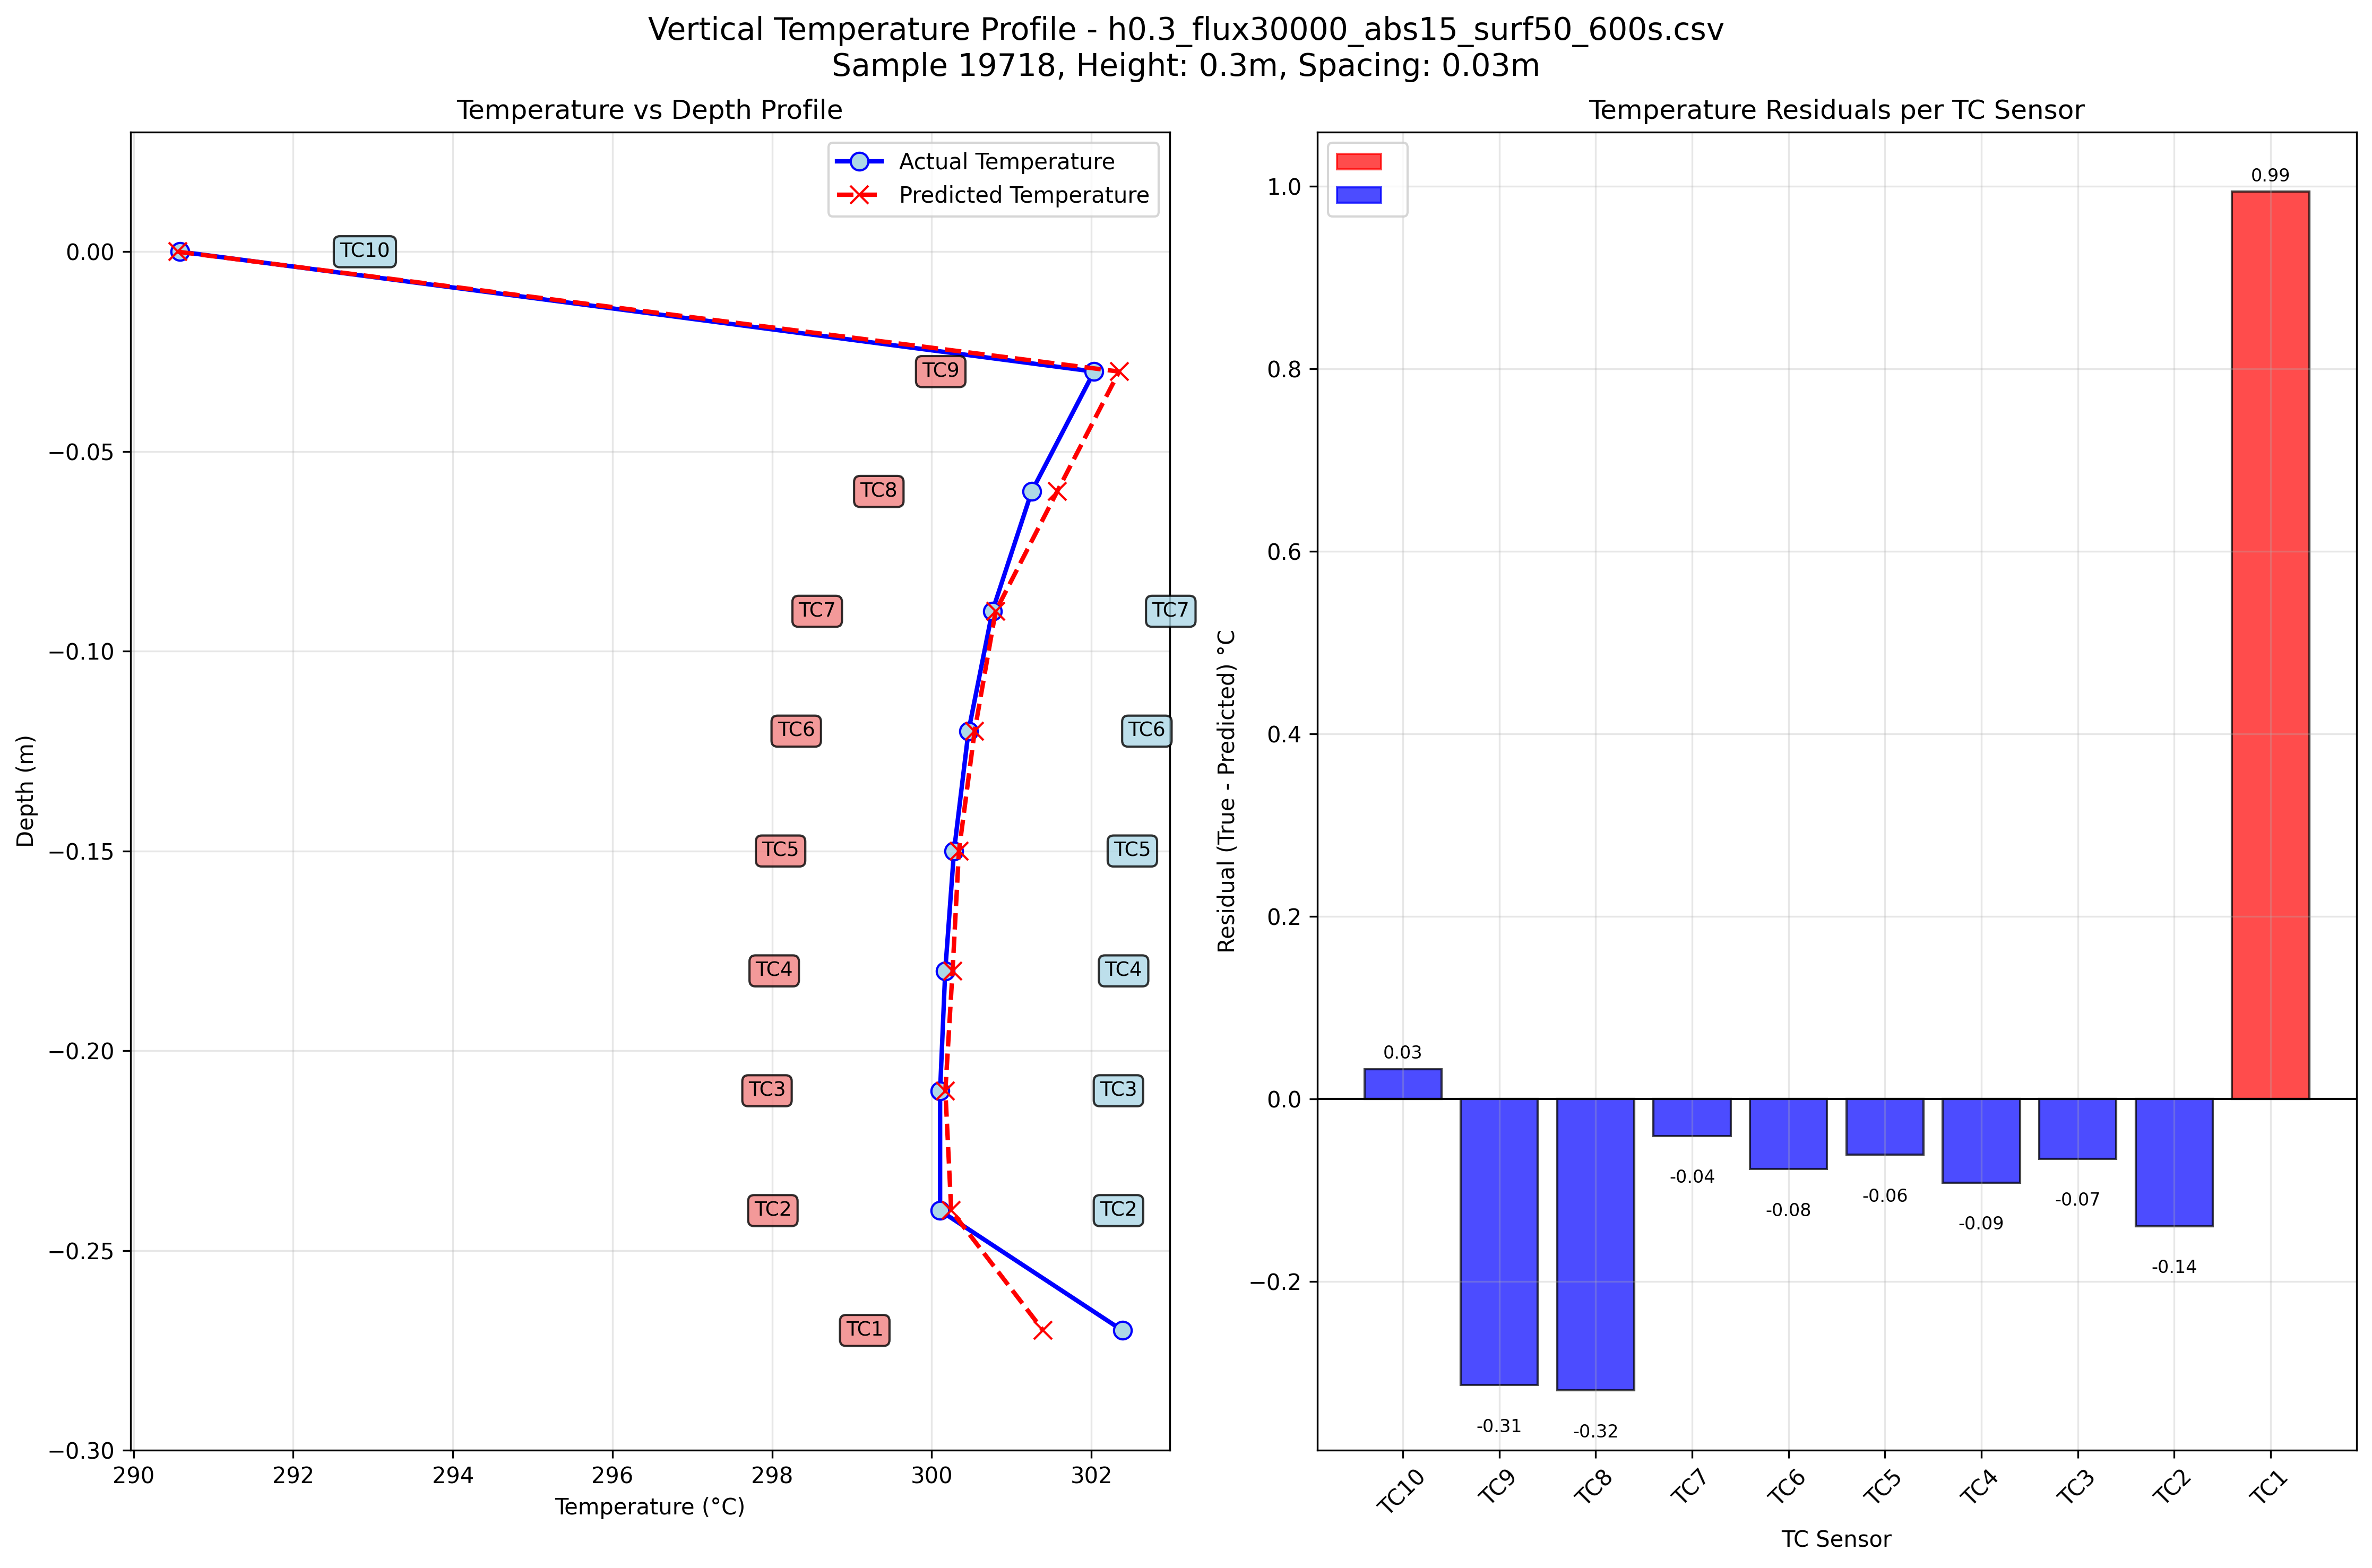 Vertical Temperature Profile - h0.3_flux30000_abs15_surf50_600s.csv
Sample 19718, Height: 0.3m, Spacing: 0.03m
Temperature vs Depth Profile
Actual Temperature
Predicted Temperature
TC10
TC9
TC8
TC7
TC7
TC6
TC6
TC5
TC5
TC4
TC4
TC3
TC3
TC2
TC2
TC1
0.00
−0.05
−0.10
−0.15
−0.20
−0.25
−0.30
Depth (m)
290
292
294
296
298
300
302
Temperature (°C)
Temperature Residuals per TC Sensor
1.0
0.8
0.6
0.4
0.2
0.0
−0.2
Residual (True - Predicted) °C
0.03
-0.31
-0.32
-0.04
-0.08
-0.06
-0.09
-0.07
-0.14
0.99
TC10
TC9
TC8
TC7
TC6
TC5
TC4
TC3
TC2
TC1
TC Sensor